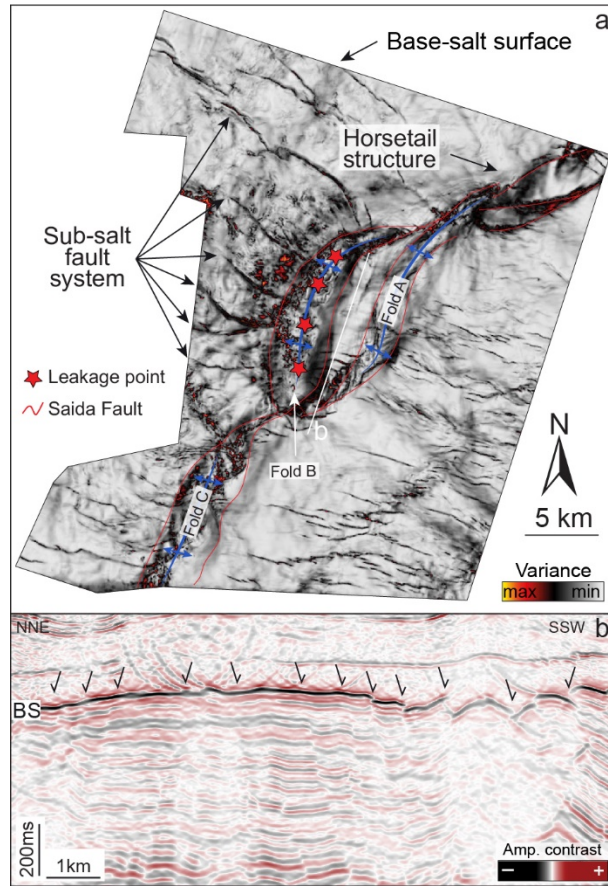 a
Base-salt surface
Horsetail
structure
Sub-salt
fault
system
Fold A
Leakage point
Saida Fault
b
Fold B
Fold C
N
5 km
Variance
max
min
b
NNE
SSW
BS
200ms
1km
Amp. contrast
− +